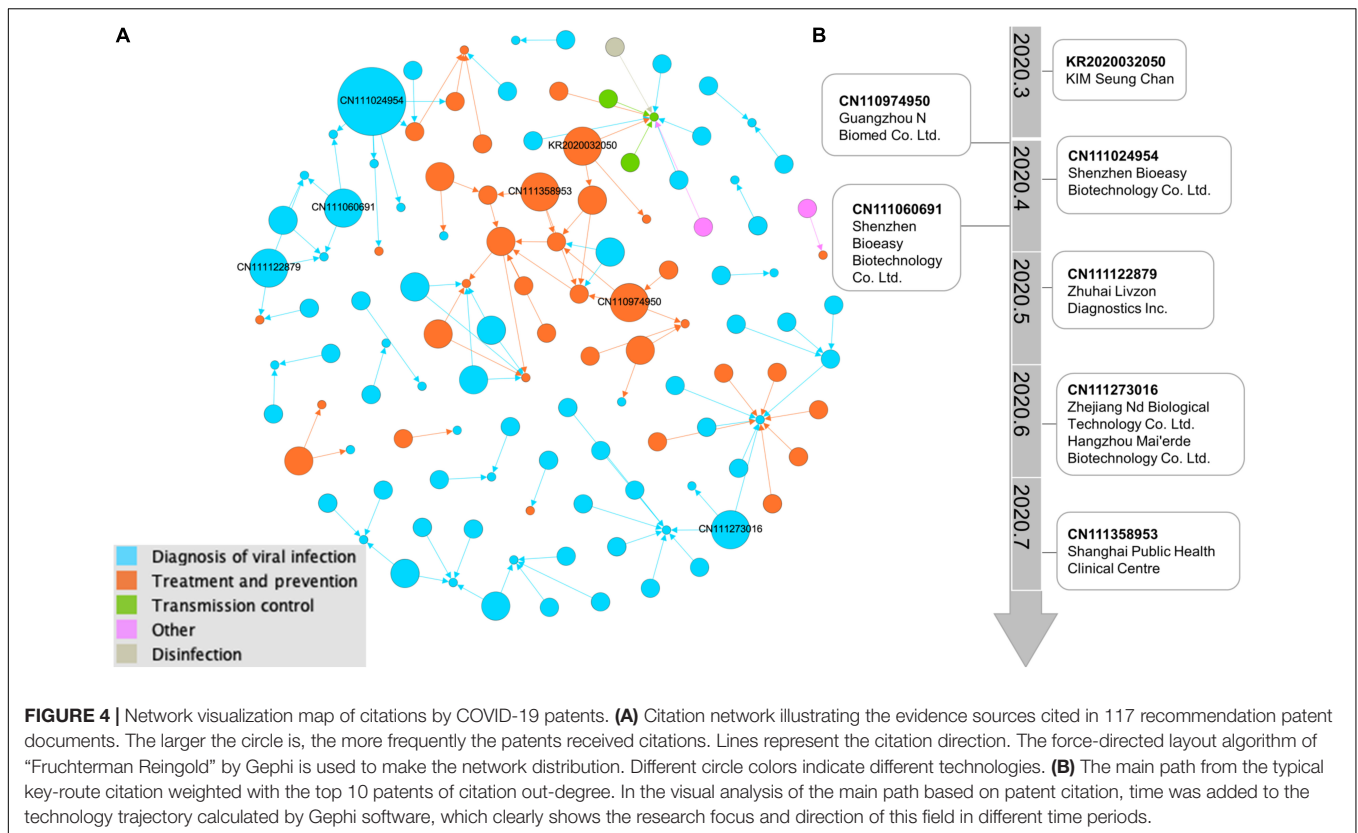 A
CN111024954
KR2020032050
CN111358953
CN111060691
CN111122879
CN110974950
CN111273016
Diagnosis of viral infection
Treatment and prevention
Transmission control
Other
Disinfection
B
2020.3
2020.4
2020.5
2020.6
2020.7
KR2020032050
KIM Seung Chan
CN110974950
Guangzhou N
Biomed Co. Ltd.
CN111024954
Shenzhen Bioeasy
Biotechnology Co. Ltd.
CN111060691
Shenzhen
Bioeasy
Biotechnology
Co. Ltd.
CN111122879
Zhuhai Livzon
Diagnostics Inc.
CN111273016
Zhejiang Nd Biological
Technology Co. Ltd.
Hangzhou Mai'erde
Biotechnology Co. Ltd.
CN111358953
Shanghai Public Health
Clinical Centre
FIGURE 4 | Network visualization map of citations by COVID-19 patents. (A) Citation network illustrating the evidence sources cited in 117 recommendation patent
documents. The larger the circle is, the more frequently the patents received citations. Lines represent the citation direction. The force-directed layout algorithm of
“Fruchterman Reingold” by Gephi is used to make the network distribution. Different circle colors indicate different technologies. (B) The main path from the typical
key-route citation weighted with the top 10 patents of citation out-degree. In the visual analysis of the main path based on patent citation, time was added to the
technology trajectory calculated by Gephi software, which clearly shows the research focus and direction of this field in different time periods.